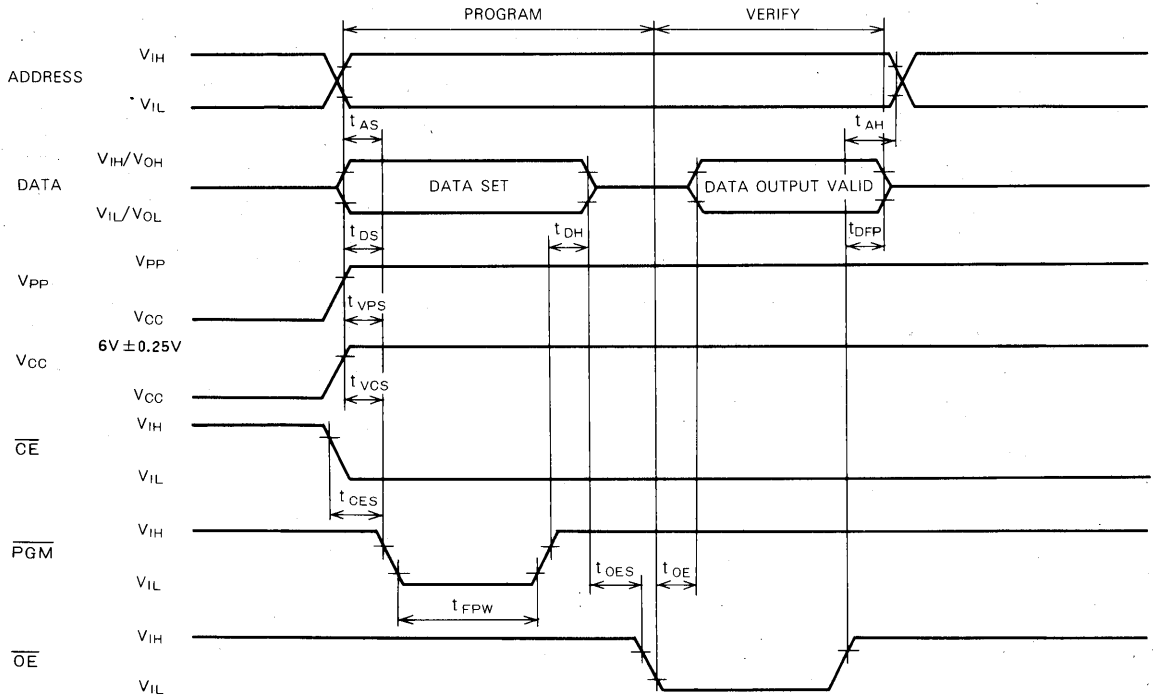 PROGRAM VERIFY
VIH
ADDRESS
VIL
tAS tAH
VIH/VOH
DATA DATA SET DATA OUTPUT VALID
VIL/VOL
tDS tDH tDFP
VPP
VPP
tVPS
VCC
6V ±0.25V
VCC
tVCS
VCC
VIH
CE
VIL
tCES
VIH
PGM
VIL
tOES tOE
tFPW
VIH
OE
VIL